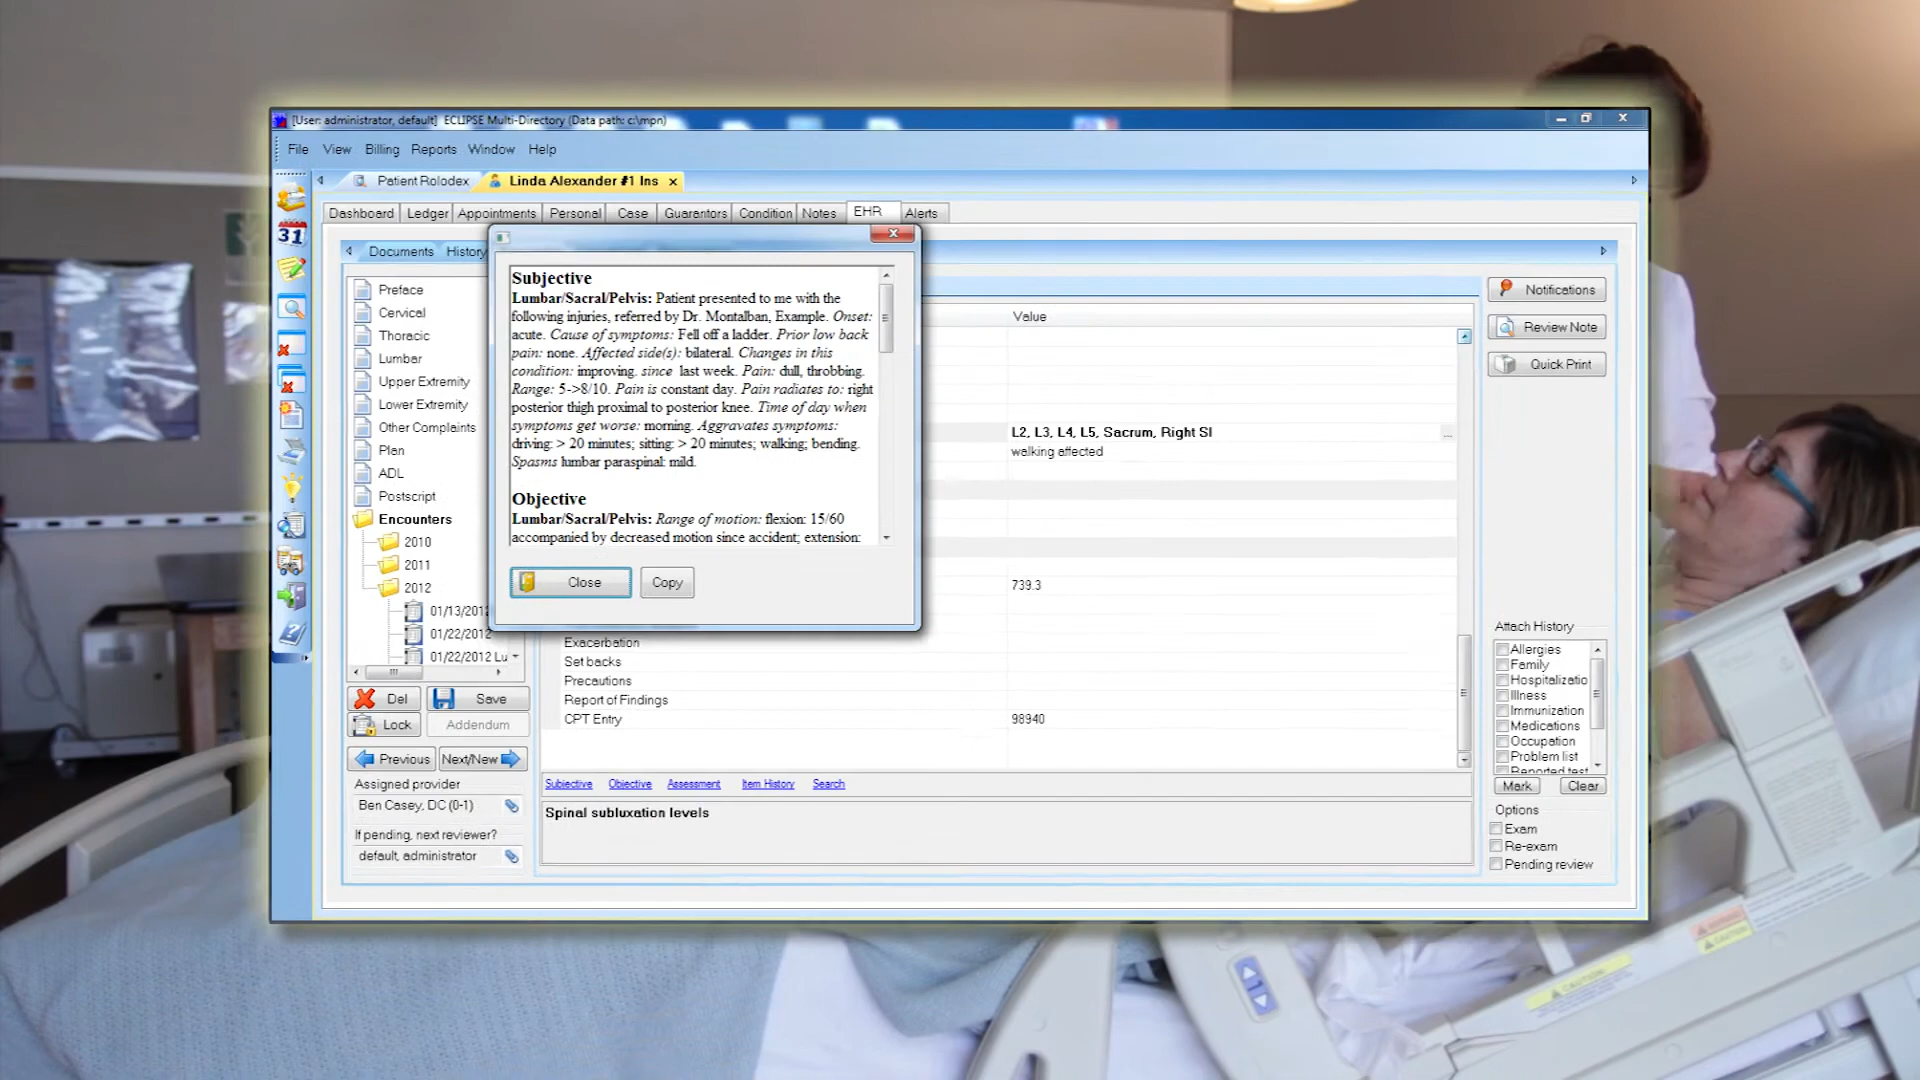 [User: administrator, default] ECLIPSE Multi-Directory (Data path: c:\mpn)
File View Billing Reports Window Help
Patient Rolodex Linda Alexander #1 Ins x
Dashboard Ledger Appointments Personal Case Guarantors Condition Notes EHR Alerts
31
Documents History
Preface
Cervical
Thoracic
Lumbar
Upper Extremity
Lower Extremity
Other Complaints
Plan
ADL
Postscript
Encounters
2010
2011
2012
01/13/2012
01/22/2012
01/22/2012 Lu
Del Save
Lock Addendum
Previous Next/New
Assigned provider
Ben Casey, DC (0-1)
If pending, next reviewer?
default, administrator
Subjective
Lumbar/Sacral/Pelvis: Patient presented to me with the
following injuries, referred by Dr. Montalban, Example. Onset:
acute. Cause of symptoms: Fell off a ladder. Prior low back
pain: none. Affected side(s): bilateral. Changes in this
condition: improving. since last week. Pain: dull, throbbing.
Range: 5->8/10. Pain is constant day. Pain radiates to: right
posterior thigh proximal to posterior knee. Time of day when
symptoms get worse: morning. Aggravates symptoms:
driving: > 20 minutes; sitting: > 20 minutes; walking; bending.
Spasms lumbar paraspinal: mild.
Objective
Lumbar/Sacral/Pelvis: Range of motion: flexion: 15/60
accompanied by decreased motion since accident; extension:
Close Copy
Value
L2, L3, L4, L5, Sacrum, Right SI
...
walking affected
739.3
Exacerbation
Set backs
Precautions
Report of Findings
CPT Entry 98940
Subjective Objective Assessment Item History Search
Spinal subluxation levels
Notifications
Review Note
Quick Print
Attach History
Allergies
Family
Hospitalizatio
Illness
Immunization
Medications
Occupation
Problem list
Reported test
Mark Clear
Options
Exam
Re-exam
Pending review
CAUTION